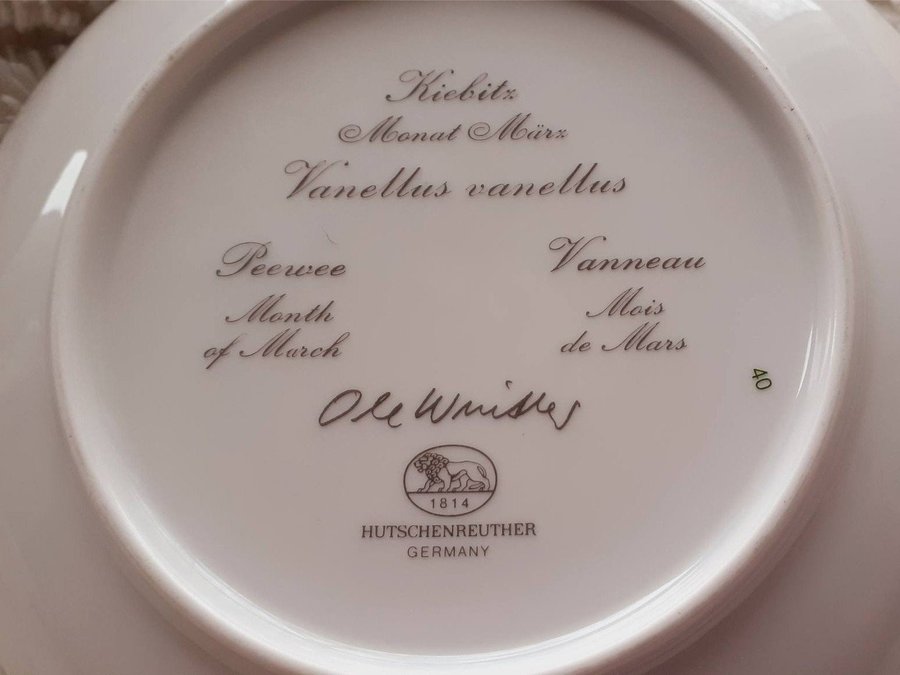 Kiebitz
Monat März
Vanellus vanellus
Peewee
Month
of March
Vanneau
Mois
de Mars
40
Ole Winther
1814
HUTSCHENREUTHER
GERMANY